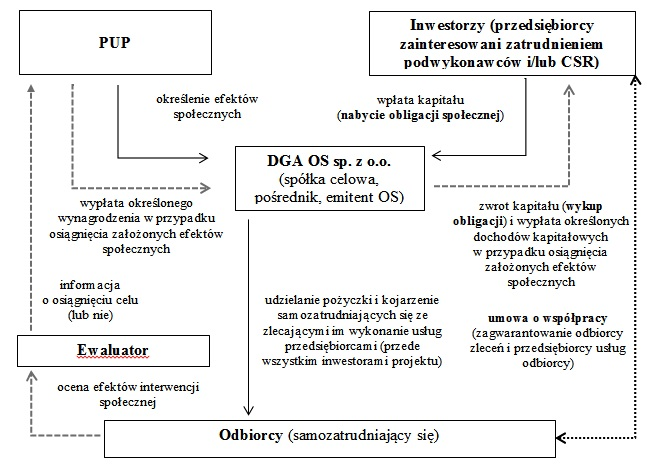 PUP
Inwestorzy (przedsiębiorcy
zainteresowani zatrudnieniem
podwykonawców i/lub CSR)
określenie efektów
społecznych
wpłata kapitału
(nabycie obligacji społecznej)
DGA OS sp. z o.o.
(spółka celowa,
pośrednik, emitent OS)
wypłata określonego
wynagrodzenia w przypadku
osiągnięcia założonych efektów
społecznych
zwrot kapitału (wykup
obligacji) i wypłata określonych
dochodów kapitałowych
w przypadku osiągnięcia
założonych efektów
społecznych
informacja
o osiągnięciu celu
(lub nie)
udzielanie pożyczki i kojarzenie
samozatrudniających się ze
zlecającymi im wykonanie usług
przedsiębiorcami (przede
wszystkim inwestorami projektu)
umowa o współpracy
(zagwarantowanie odbiorcy
zleceń i przedsiębiorcy usług
odbiorcy)
Ewaluator
ocena efektów interwencji
społecznej
Odbiorcy (samozatrudniający się)